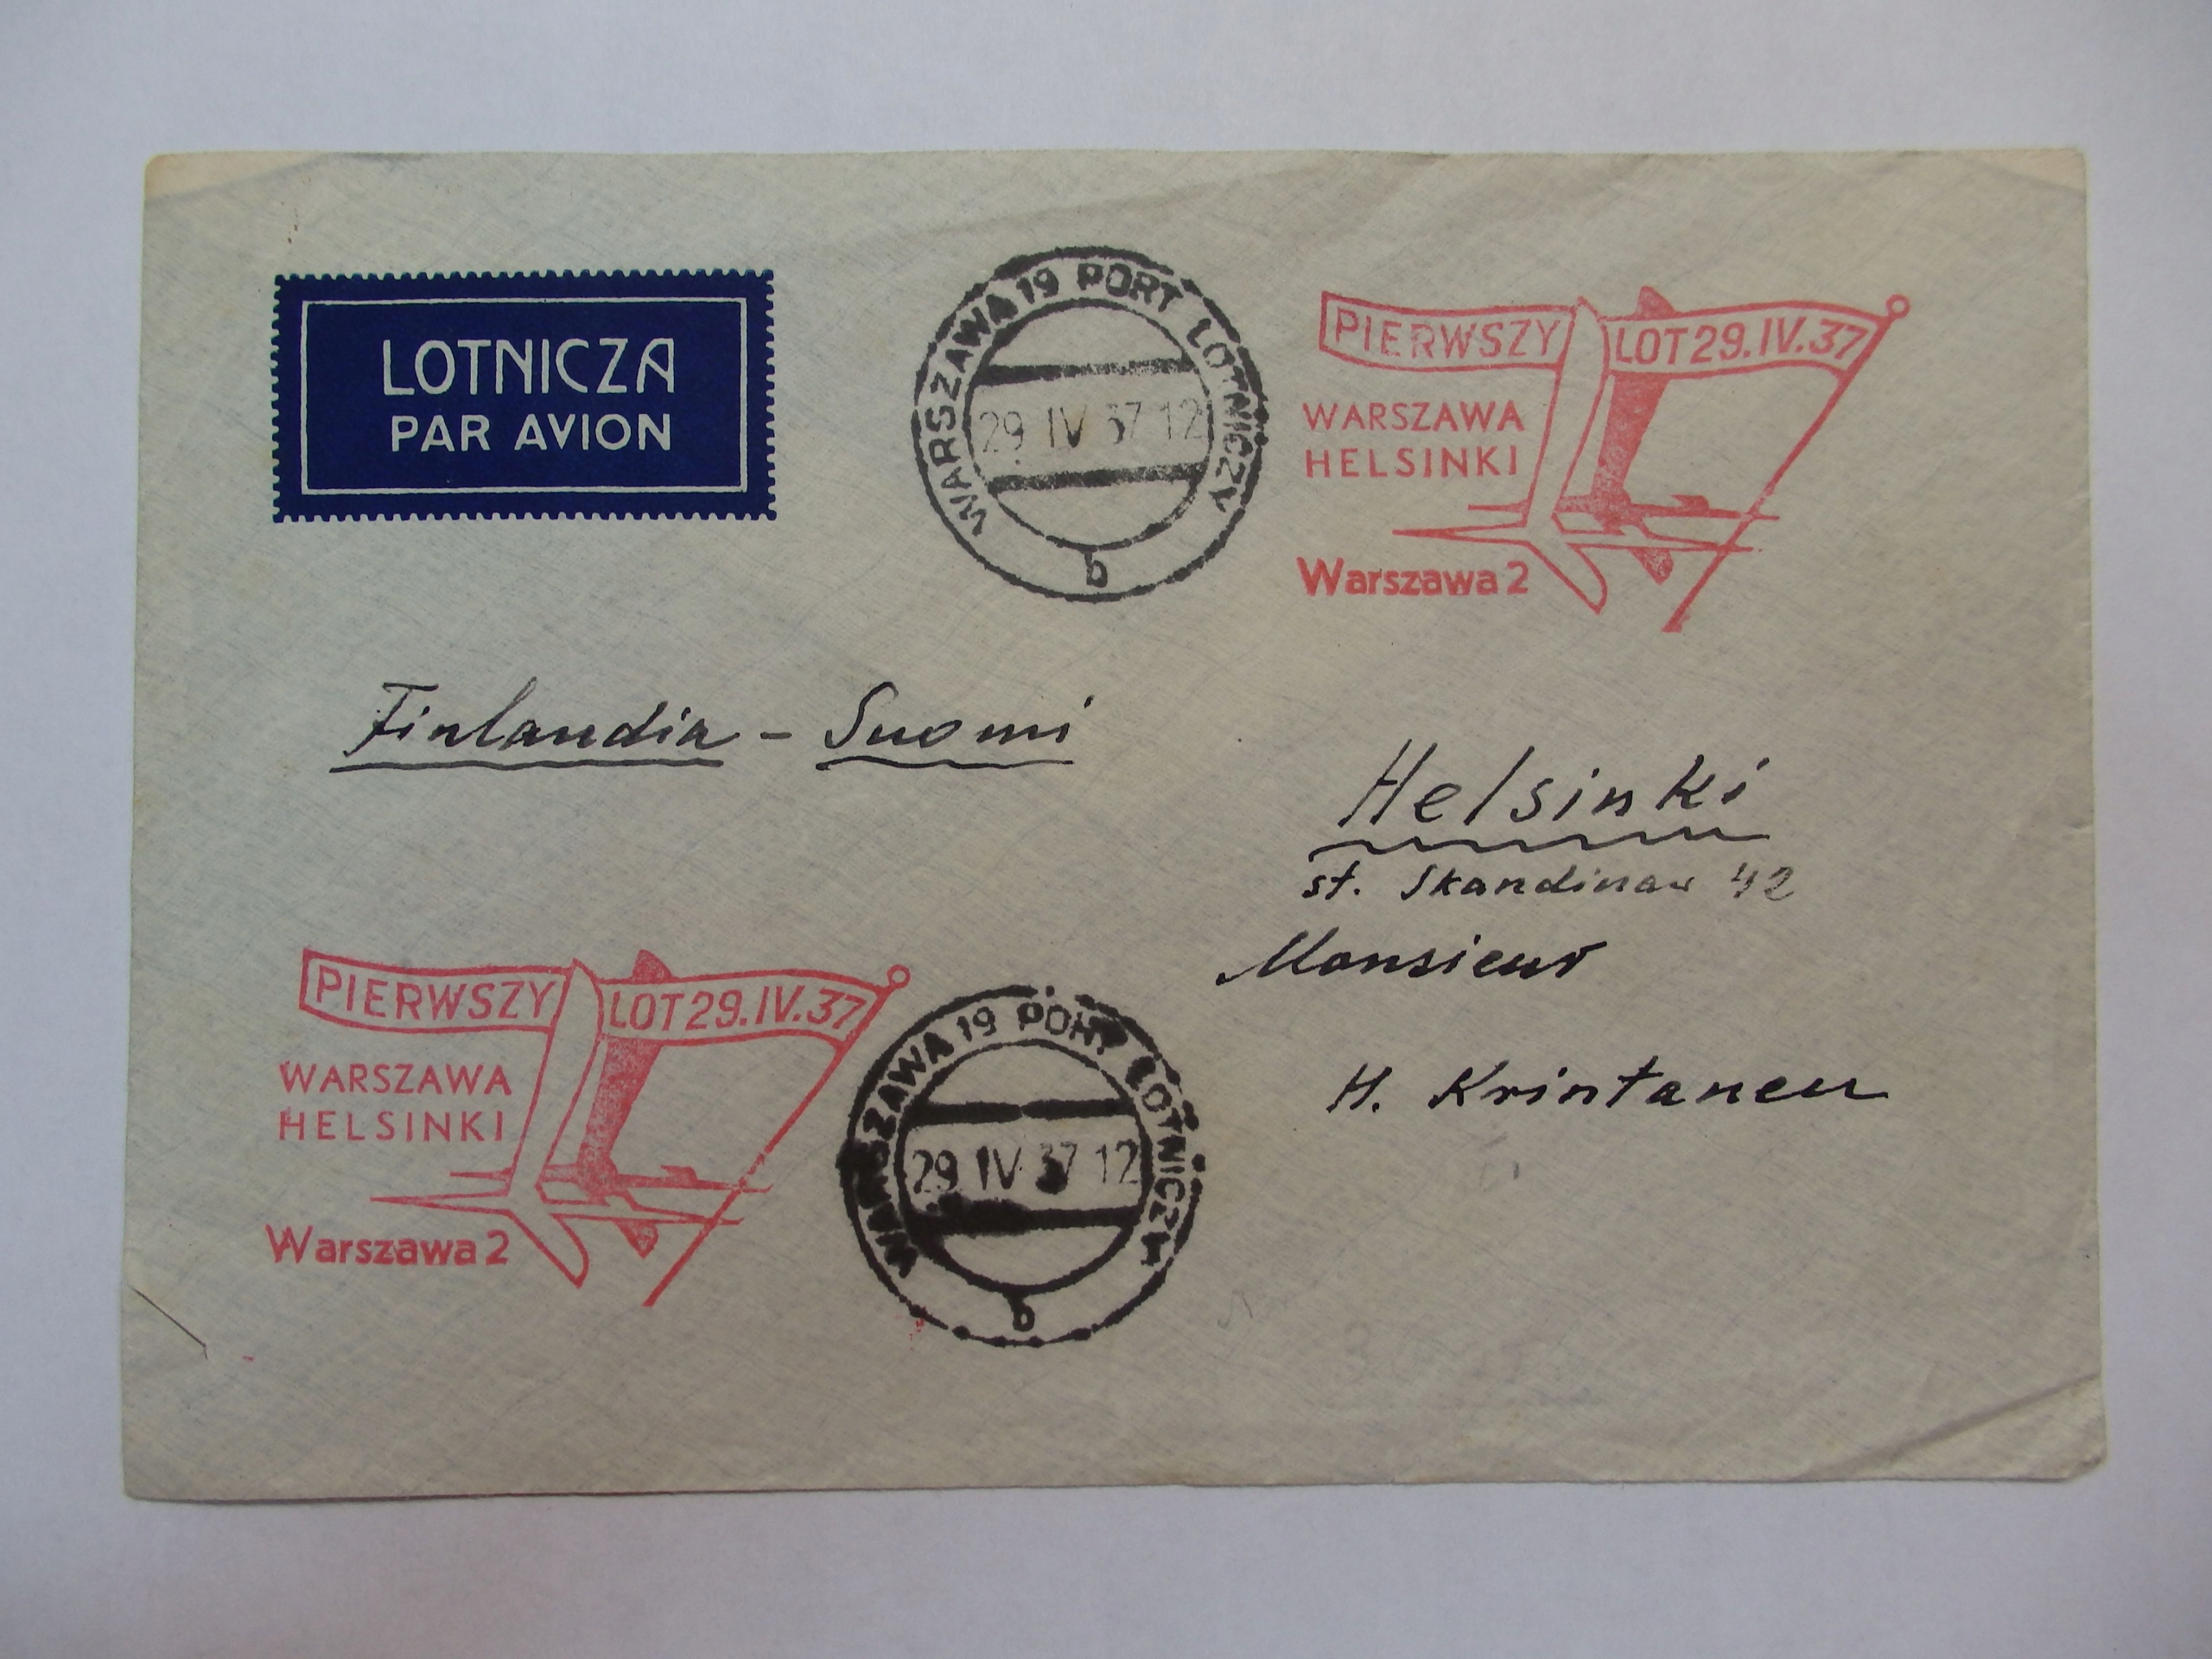 LOTNICZA
PAR AVION
WARSZAWA 19 PORT LOTNICZY
29 IV 37 12
b
PIERWSZY LOT 29.IV.37
WARSZAWA
HELSINKI
Warszawa 2
Finlandia - Suomi
Helsinki
st. Skandinav 42
Monsieur
H. Krintanen
PIERWSZY LOT 29.IV.37
WARSZAWA
HELSINKI
Warszawa 2
WARSZAWA 19 PORT LOTNICZY
29 IV 37 12
b